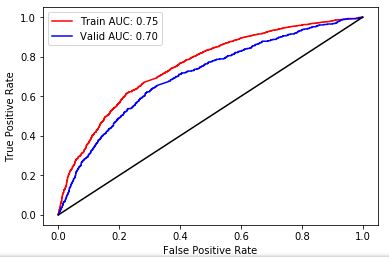 Train AUC: 0.75
Valid AUC: 0.70
1.0
0.8
0.6
0.4
0.2
0.0
True Positive Rate
0.0 0.2 0.4 0.6 0.8 1.0
False Positive Rate